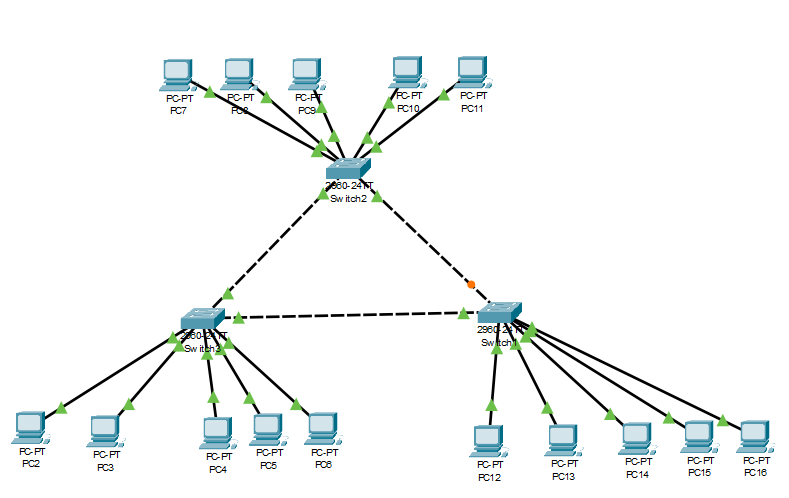 PC-PT
PC7
PC-PT
PC8
PC-PT
PC9
PC-PT
PC10
PC-PT
PC11
2960-24TT
Switch2
2960-24TT
Switch3
2960-24TT
Switch1
PC-PT
PC2
PC-PT
PC3
PC-PT
PC4
PC-PT
PC5
PC-PT
PC6
PC-PT
PC12
PC-PT
PC13
PC-PT
PC14
PC-PT
PC15
PC-PT
PC16